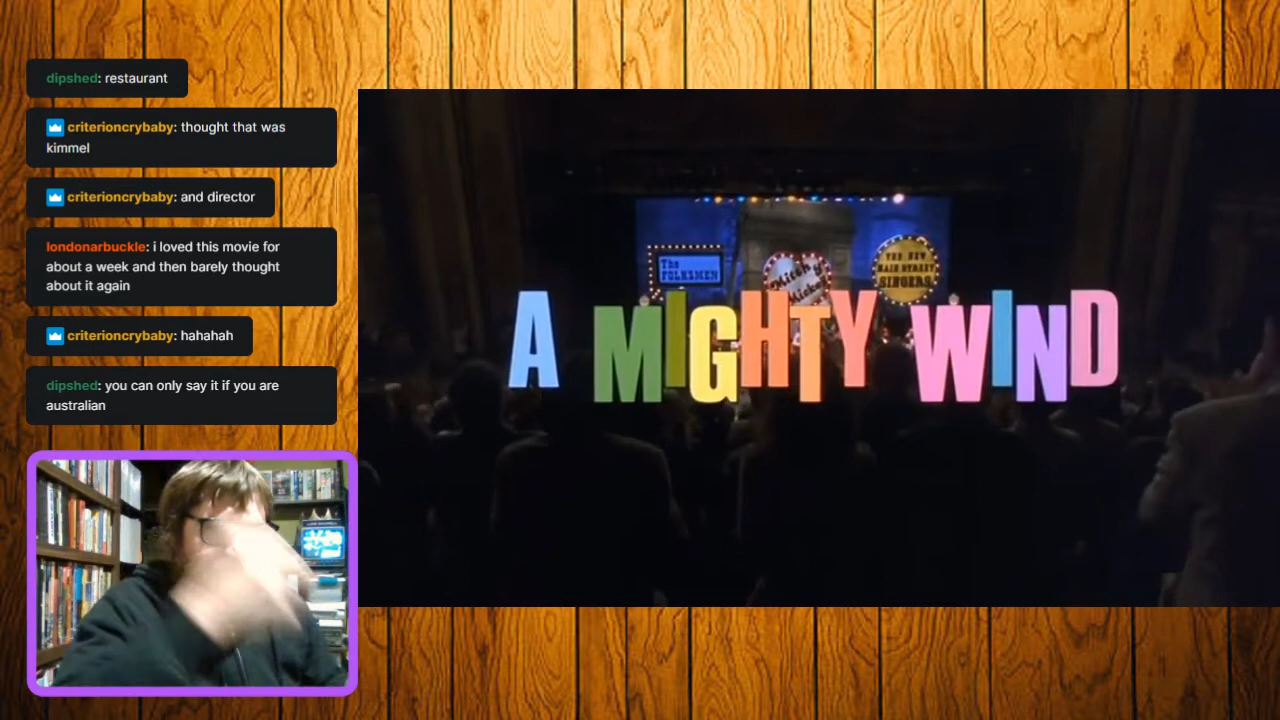 dipshed: restaurant
criterioncrybaby: thought that was
kimmel
criterioncrybaby: and director
londonarbuckle: i loved this movie for
about a week and then barely thought
about it again
criterioncrybaby: hahahah
dipshed: you can only say it if you are
australian
The
FOLKSMEN
Mitch &
Mickey
THE NEW
MAIN STREET
SINGERS
A MIGHTY WIND